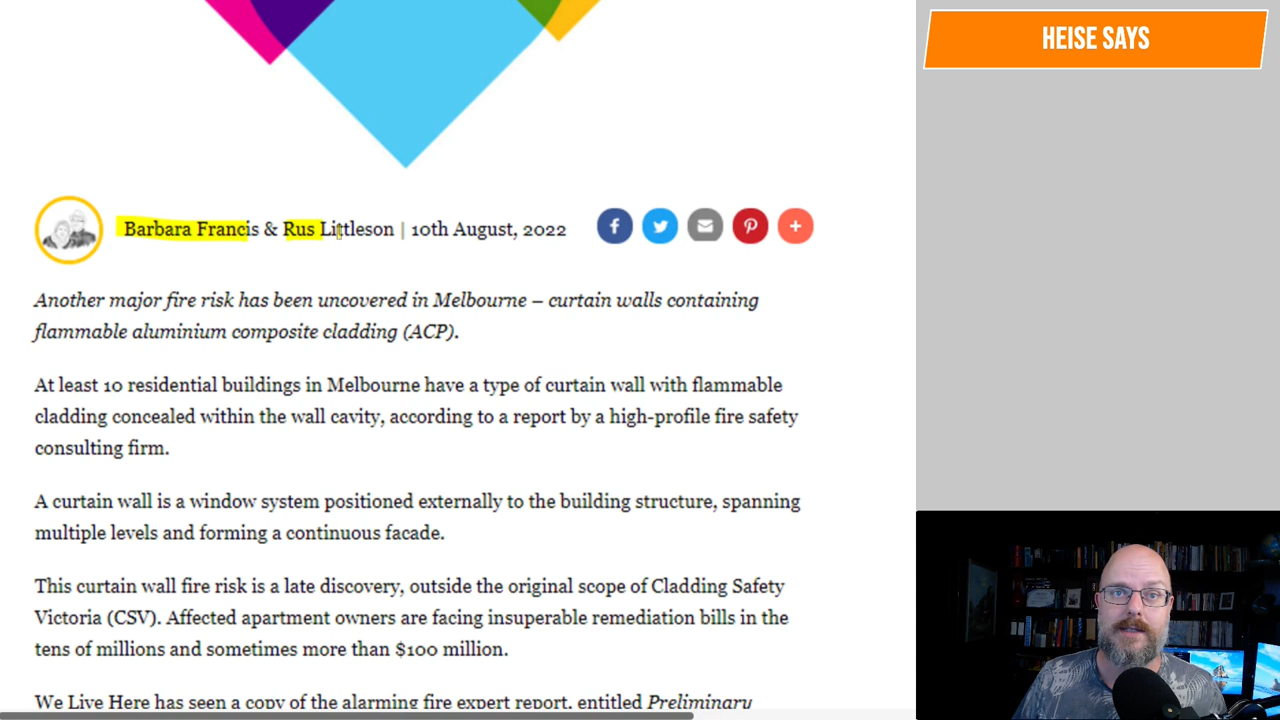 HEISE SAYS
Barbara Francis & Rus Littleson | 10th August, 2022
Another major fire risk has been uncovered in Melbourne – curtain walls containing
flammable aluminium composite cladding (ACP).
At least 10 residential buildings in Melbourne have a type of curtain wall with flammable
cladding concealed within the wall cavity, according to a report by a high-profile fire safety
consulting firm.
A curtain wall is a window system positioned externally to the building structure, spanning
multiple levels and forming a continuous facade.
This curtain wall fire risk is a late discovery, outside the original scope of Cladding Safety
Victoria (CSV). Affected apartment owners are facing insuperable remediation bills in the
tens of millions and sometimes more than $100 million.
We Live Here has seen a copy of the alarming fire expert report, entitled Preliminary